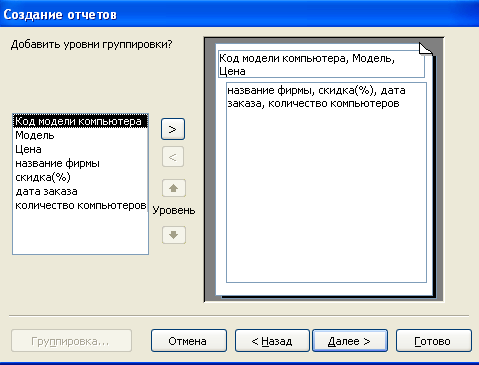 Создание отчетов
Добавить уровни группировки?
Код модели компьютера
Модель
Цена
название фирмы
скидка(%)
дата заказа
количество компьютеров
>
<
Уровень
Код модели компьютера, Модель,
Цена
название фирмы, скидка(%), дата
заказа, количество компьютеров
Группировка...
Отмена
< Назад
Далее >
Готово